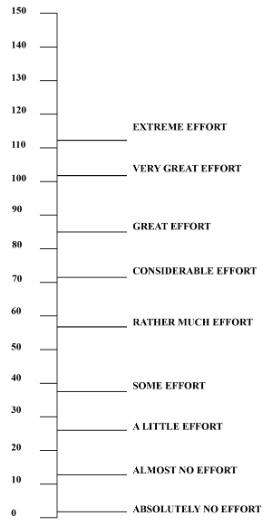 150
140
130
120
EXTREME EFFORT
110
VERY GREAT EFFORT
100
90
GREAT EFFORT
80
CONSIDERABLE EFFORT
70
60
RATHER MUCH EFFORT
50
40
SOME EFFORT
30
A LITTLE EFFORT
20
ALMOST NO EFFORT
10
ABSOLUTELY NO EFFORT
0